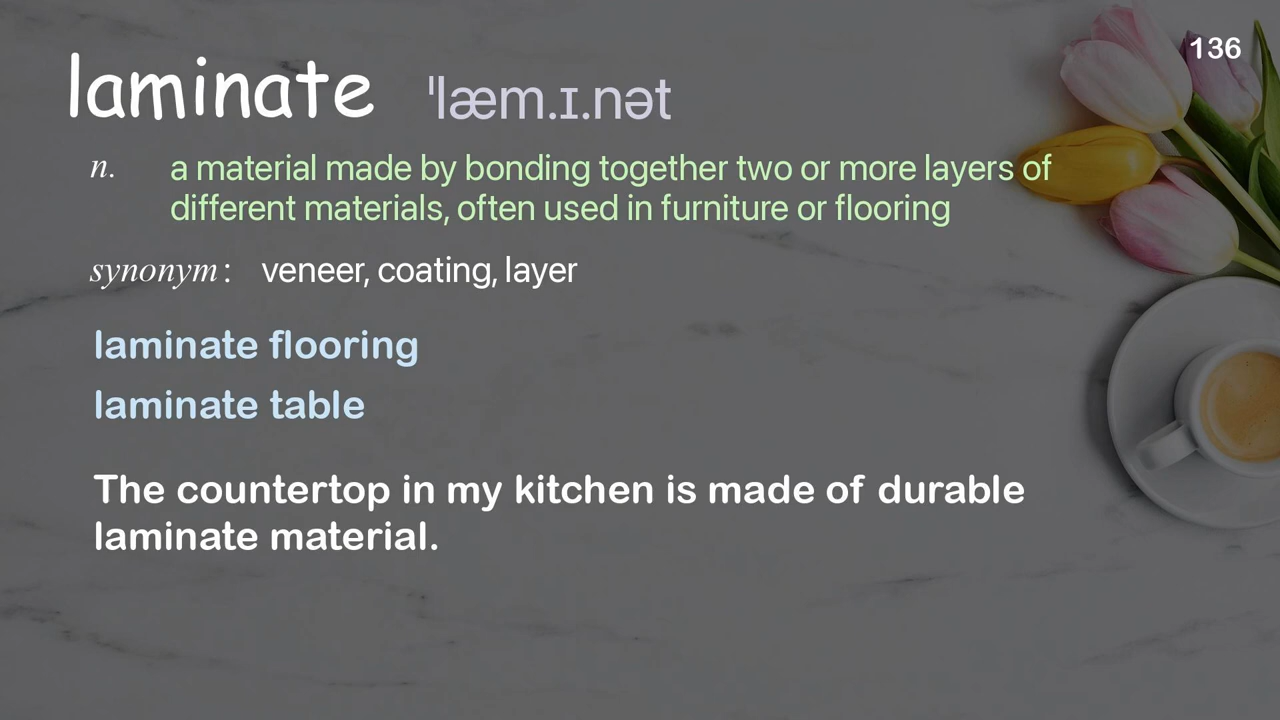 136
laminate ˈlæm.ɪ.nət
n. a material made by bonding together two or more layers of
different materials, often used in furniture or flooring
synonym: veneer, coating, layer
laminate flooring
laminate table
The countertop in my kitchen is made of durable
laminate material.